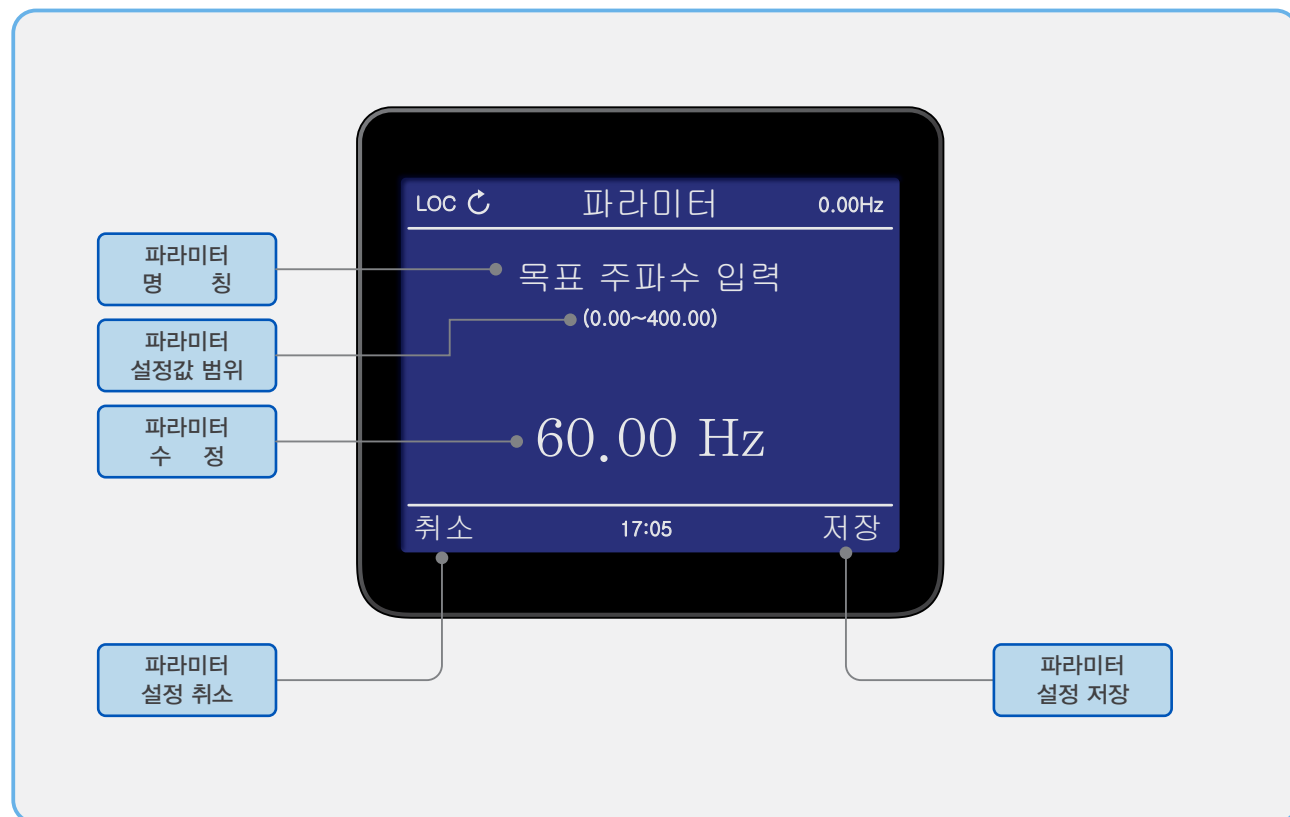 LOC 파라미터 0.00Hz
파라미터
명 칭
목표 주파수 입력
(0.00~400.00)
파라미터
설정값 범위
파라미터
수 정
60.00 Hz
취소 17:05 저장
파라미터
설정 취소
파라미터
설정 저장